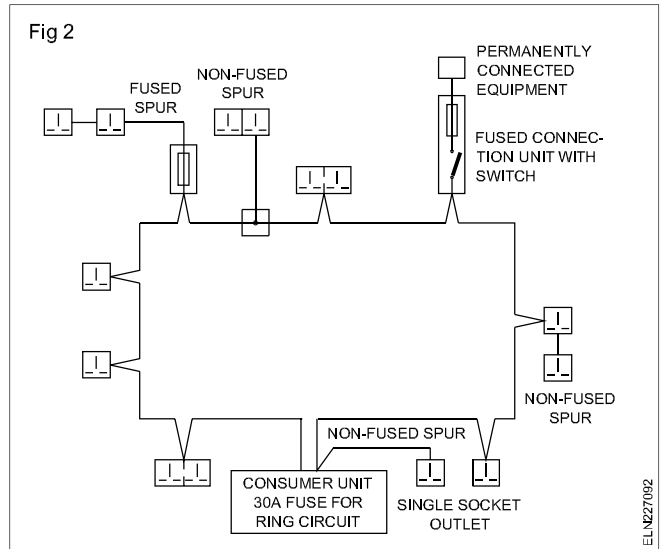 Fig 2
FUSED
SPUR
NON-FUSED
SPUR
PERMANENTLY
CONNECTED
EQUIPMENT
FUSED CONNEC-
TION UNIT WITH
SWITCH
NON-FUSED
SPUR
NON-FUSED SPUR
CONSUMER UNIT
30A FUSE FOR
RING CIRCUIT
SINGLE SOCKET
OUTLET
ELN227092